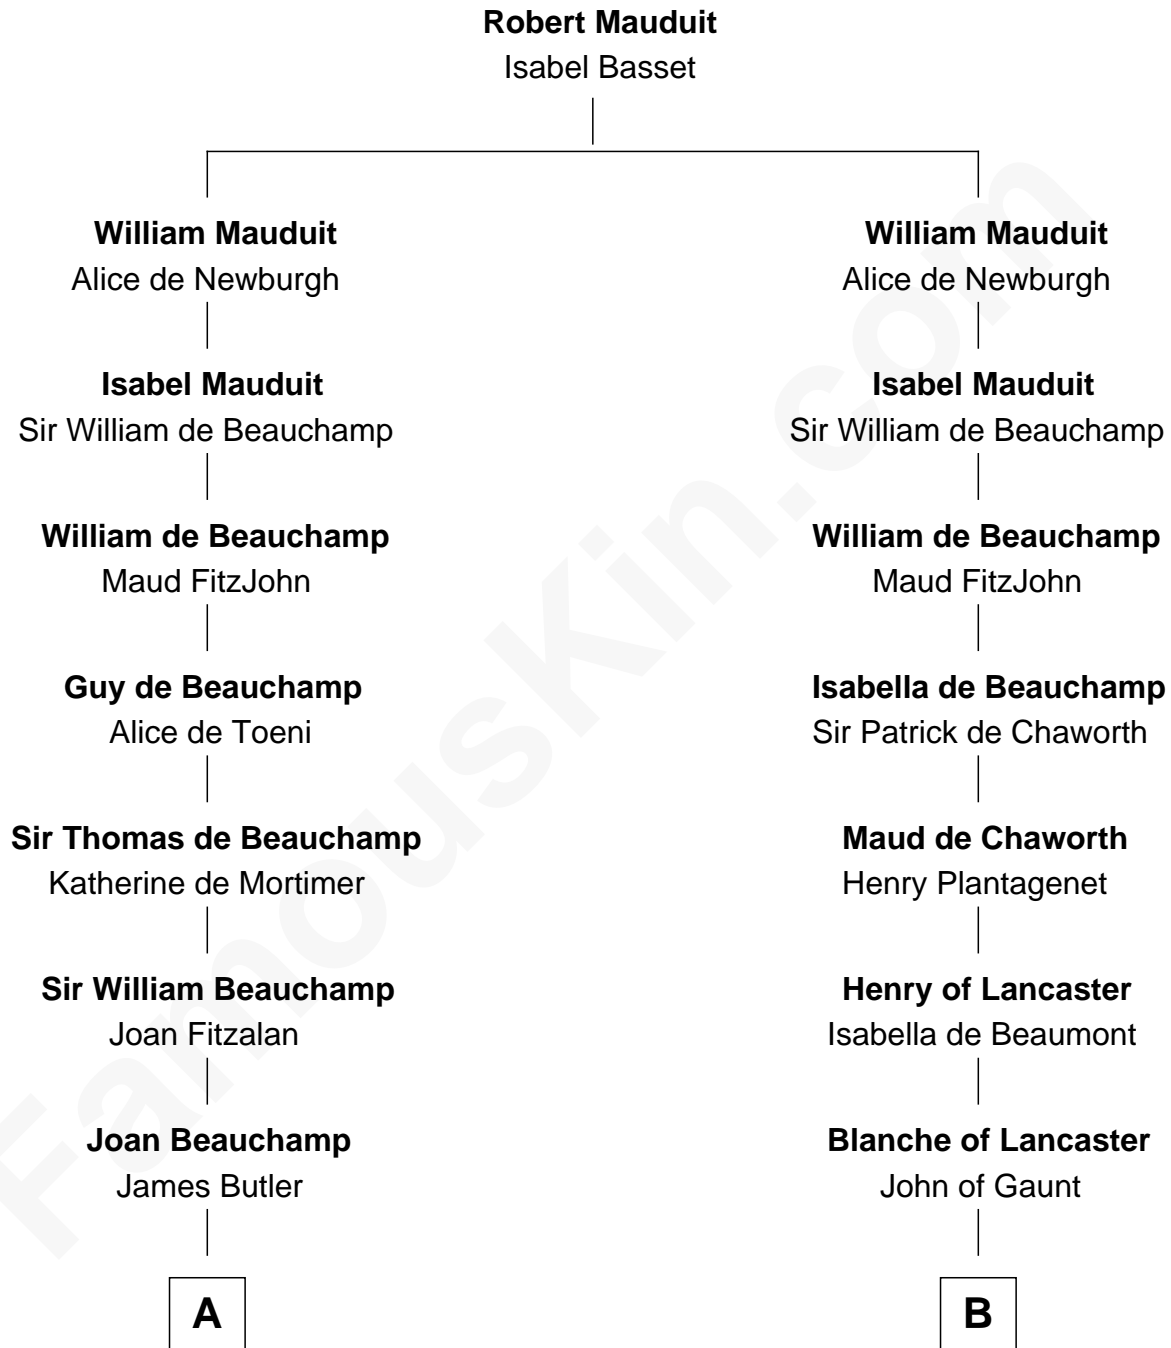 Robert Mauduit
Isabel Basset
William Mauduit
Alice de Newburgh
William Mauduit
Alice de Newburgh
Isabel Mauduit
Sir William de Beauchamp
Isabel Mauduit
Sir William de Beauchamp
William de Beauchamp
Maud FitzJohn
William de Beauchamp
Maud FitzJohn
Guy de Beauchamp
Alice de Toeni
Isabella de Beauchamp
Sir Patrick de Chaworth
Sir Thomas de Beauchamp
Katherine de Mortimer
Maud de Chaworth
Henry Plantagenet
Sir William Beauchamp
Joan Fitzalan
Henry of Lancaster
Isabella de Beaumont
Joan Beauchamp
James Butler
Blanche of Lancaster
John of Gaunt
A
B
FamousKin.com